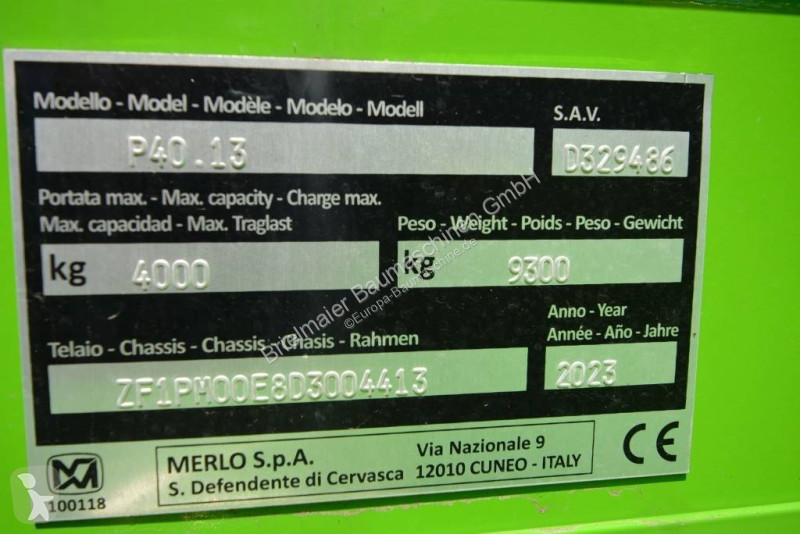 Modello - Model - Modèle - Modelo - Modell
S.A.V.
P40.13
D329486
Portata max. - Max. capacity - Charge max.
Max. capacidad - Max. Traglast
Peso - Weight - Poids - Peso - Gewicht
kg 4000
kg 9300
Telaio - Chassis - Chassis - Chasis - Rahmen
Anno - Year
Année - Año - Jahre
ZF1PM00E8D3004413
2023
MERLO S.p.A.
S. Defendente di Cervasca
Via Nazionale 9
12010 CUNEO - ITALY
CE
100118
Brielmaier Baumaschinen GmbH
©Europa-Baumaschine.de